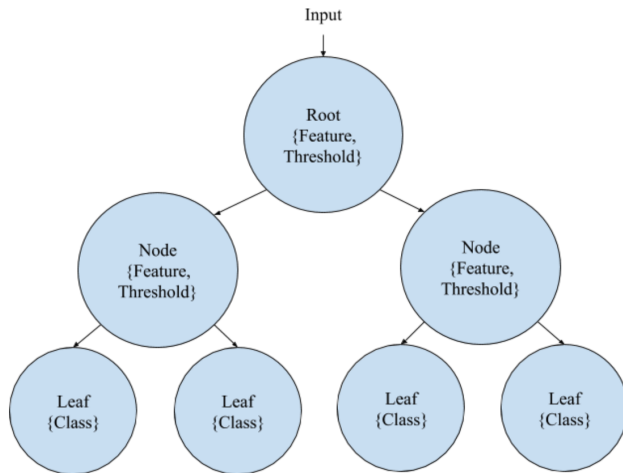 Input
Root
{Feature,
Threshold}
Node
{Feature,
Threshold}
Node
{Feature,
Threshold}
Leaf
{Class}
Leaf
{Class}
Leaf
{Class}
Leaf
{Class}